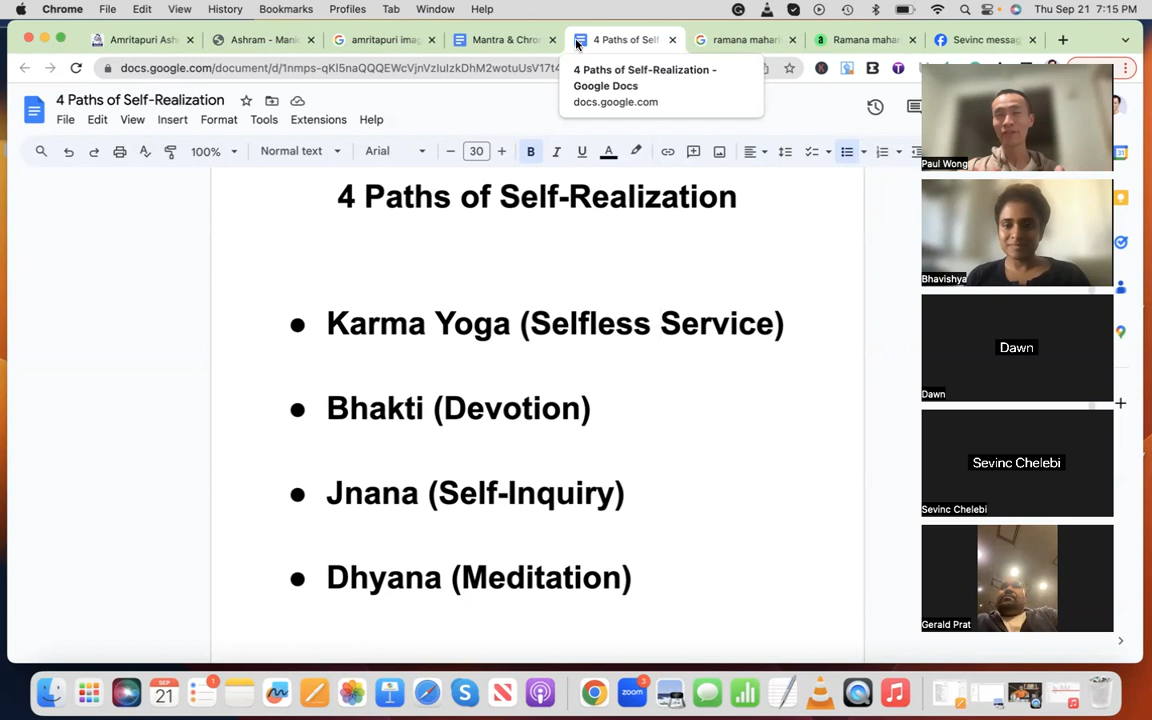 Chrome File Edit View History Bookmarks Profiles Tab Window Help Thu Sep 21 7:15 PM
Amritapuri Ash Ashram - Mani amritapuri ima Mantra & Chro 4 Paths of Self ramana mahar Ramana mahar Sevinc messag
docs.google.com/document/d/1nmps-qKI5naQQQEWcVjnVzIuIzkDhM2wotuUsV17t4
4 Paths of Self-Realization -
Google Docs
docs.google.com
4 Paths of Self-Realization
File Edit View Insert Format Tools Extensions Help
100% Normal text Arial 30 B I U A
4 Paths of Self-Realization
● Karma Yoga (Selfless Service)
● Bhakti (Devotion)
● Jnana (Self-Inquiry)
● Dhyana (Meditation)
Paul Wong
Bhavishya
Dawn
Dawn
Sevinc Chelebi
Sevinc Chelebi
Gerald Prat
SEP
21
1
zoom
3